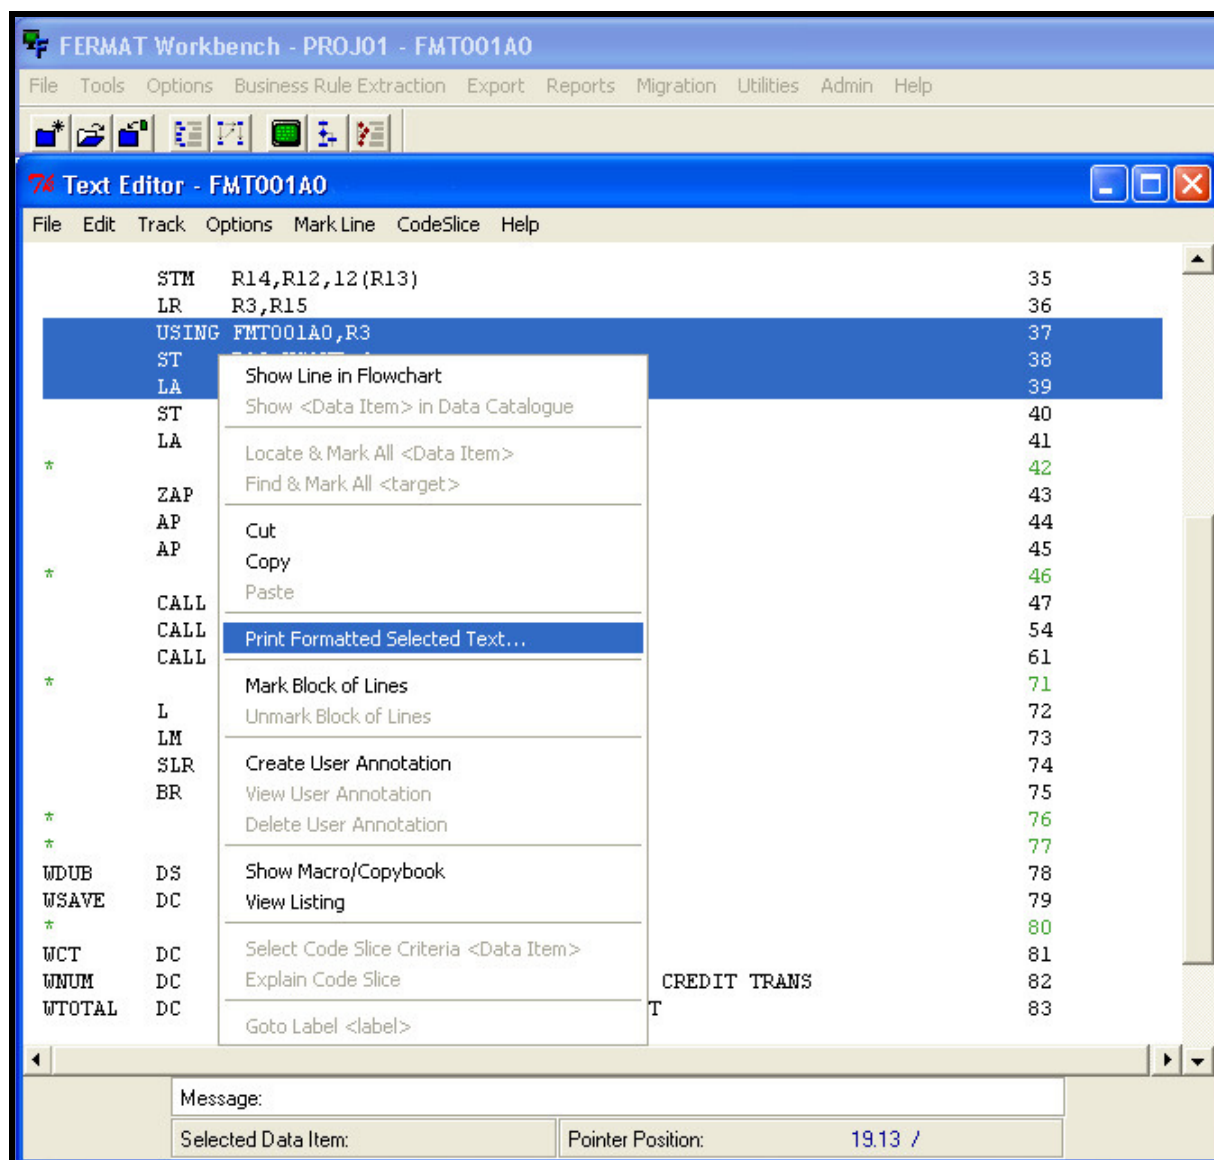 FERMAT Workbench - PROJ01 - FMT001A0
File Tools Options Business Rule Extraction Export Reports Migration Utilities Admin Help
Text Editor - FMT001A0
File Edit Track Options Mark Line CodeSlice Help
STM R14,R12,12(R13) 35
LR R3,R15 36
USING FMT001A0,R3 37
ST 38
Show Line in Flowchart
LA 39
Show <Data Item> in Data Catalogue
ST 40
LA 41
Locate & Mark All <Data Item>
* 42
Find & Mark All <target>
ZAP 43
AP 44
Cut
AP 45
Copy
* 46
Paste
CALL 47
CALL 54
Print Formatted Selected Text...
CALL 61
* 71
Mark Block of Lines
L 72
Unmark Block of Lines
LM 73
SLR 74
Create User Annotation
BR 75
View User Annotation
* 76
Delete User Annotation
* 77
WDUB DS 78
Show Macro/Copybook
WSAVE DC 79
View Listing
* 80
WCT DC 81
Select Code Slice Criteria <Data Item>
WNUM DC CREDIT TRANS 82
Explain Code Slice
WTOTAL DC T 83
Goto Label <label>
Message:
Selected Data Item: Pointer Position: 19.13 /